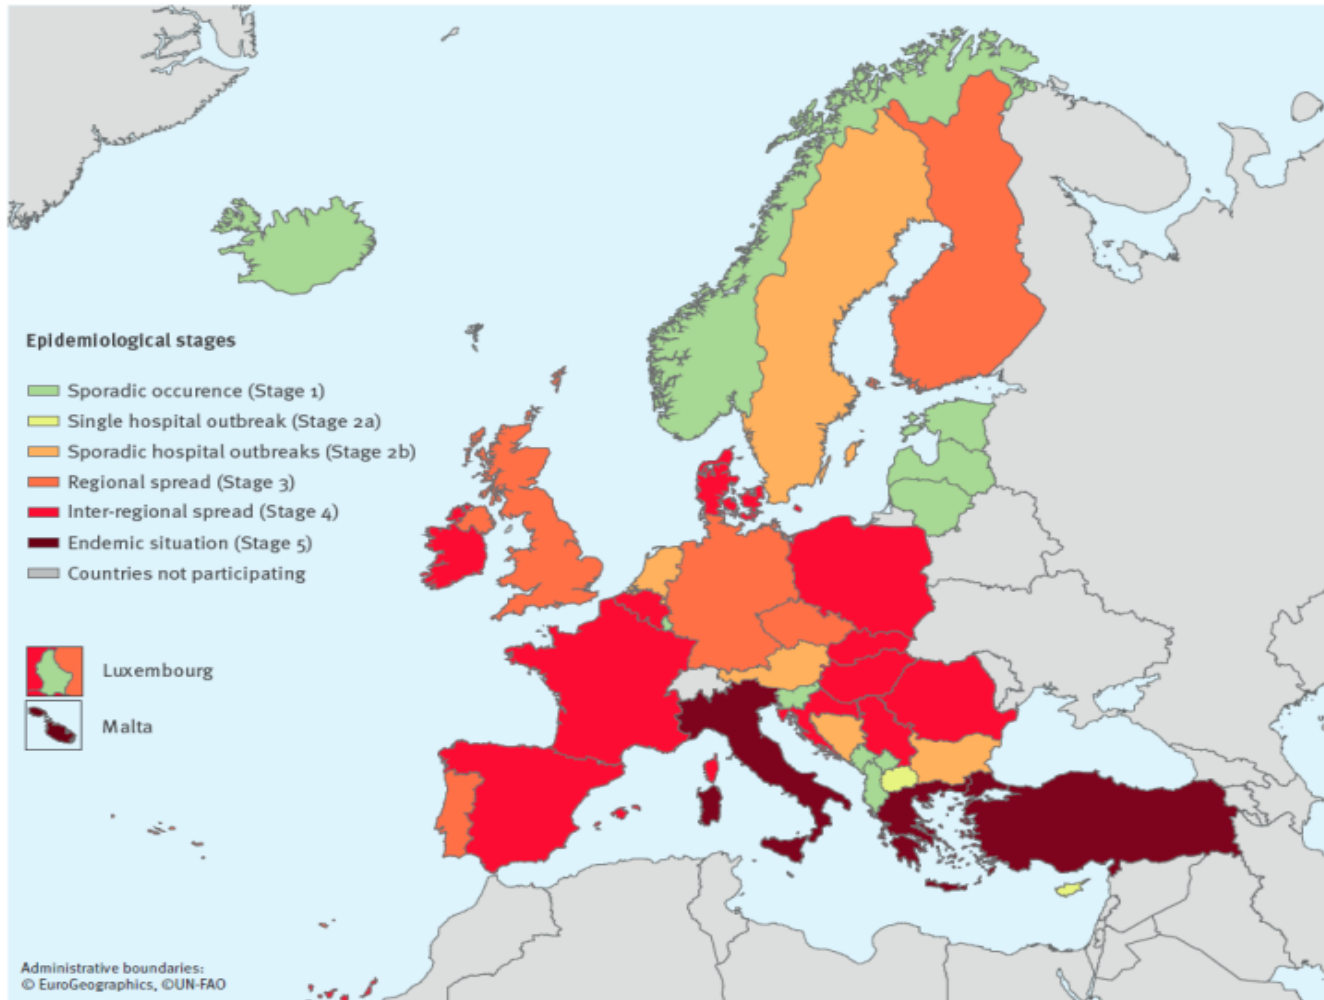 Epidemiological stages
Sporadic occurence (Stage 1)
Single hospital outbreak (Stage 2a)
Sporadic hospital outbreaks (Stage 2b)
Regional spread (Stage 3)
Inter-regional spread (Stage 4)
Endemic situation (Stage 5)
Countries not participating
Luxembourg
Malta
Administrative boundaries:
© EuroGeographics, ©UN-FAO